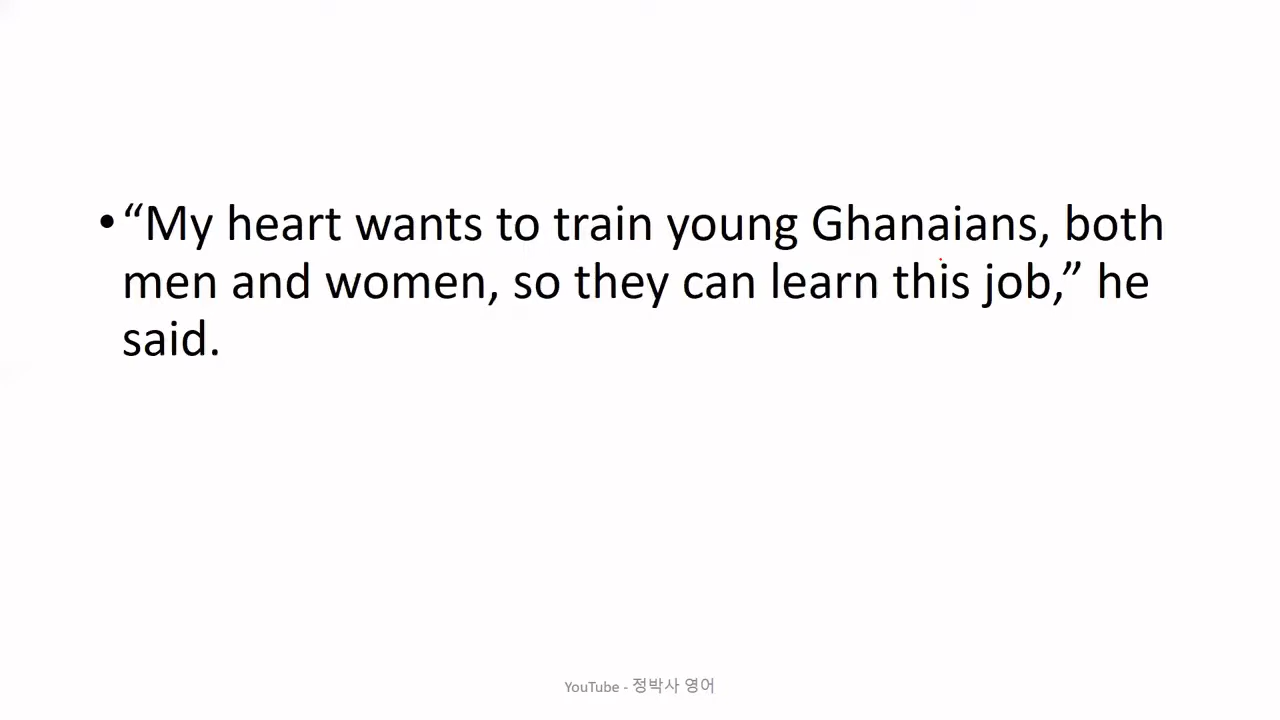 • “My heart wants to train young Ghanaians, both
men and women, so they can learn this job,” he
said.
YouTube - 정박사 영어